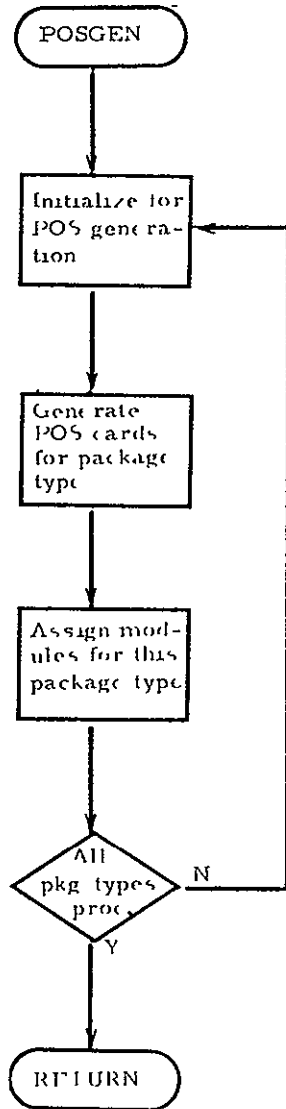 POSGEN
Initialize for
POS genera-
tion
Generate
POS cards
for package
type
Assign mod-
ules for this
package type
All
pkg types
proc.
N
Y
RETURN